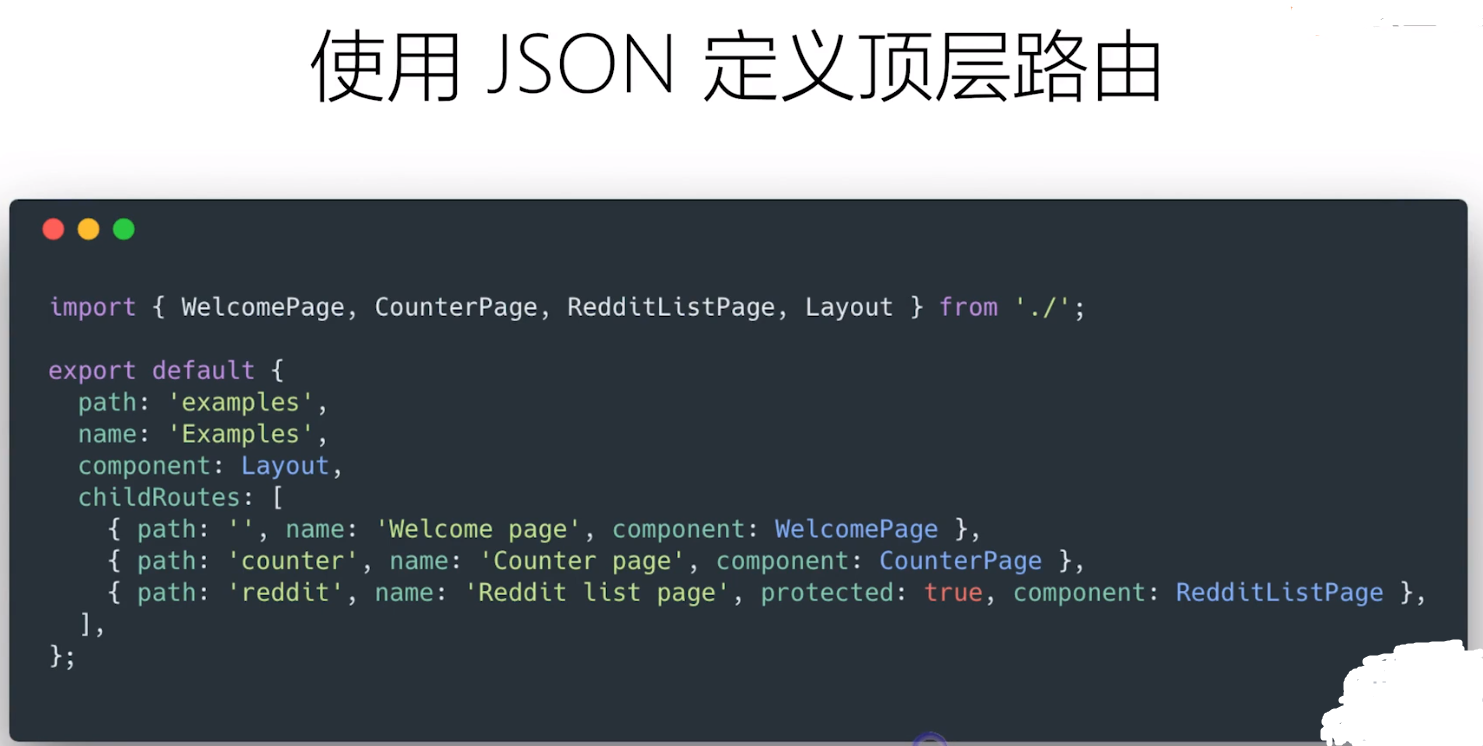 使用 JSON 定义顶层路由
import { WelcomePage, CounterPage, RedditListPage, Layout } from './';
export default {
path: 'examples',
name: 'Examples',
component: Layout,
childRoutes: [
{ path: '', name: 'Welcome page', component: WelcomePage },
{ path: 'counter', name: 'Counter page', component: CounterPage },
{ path: 'reddit', name: 'Reddit list page', protected: true, component: RedditListPage },
],
};